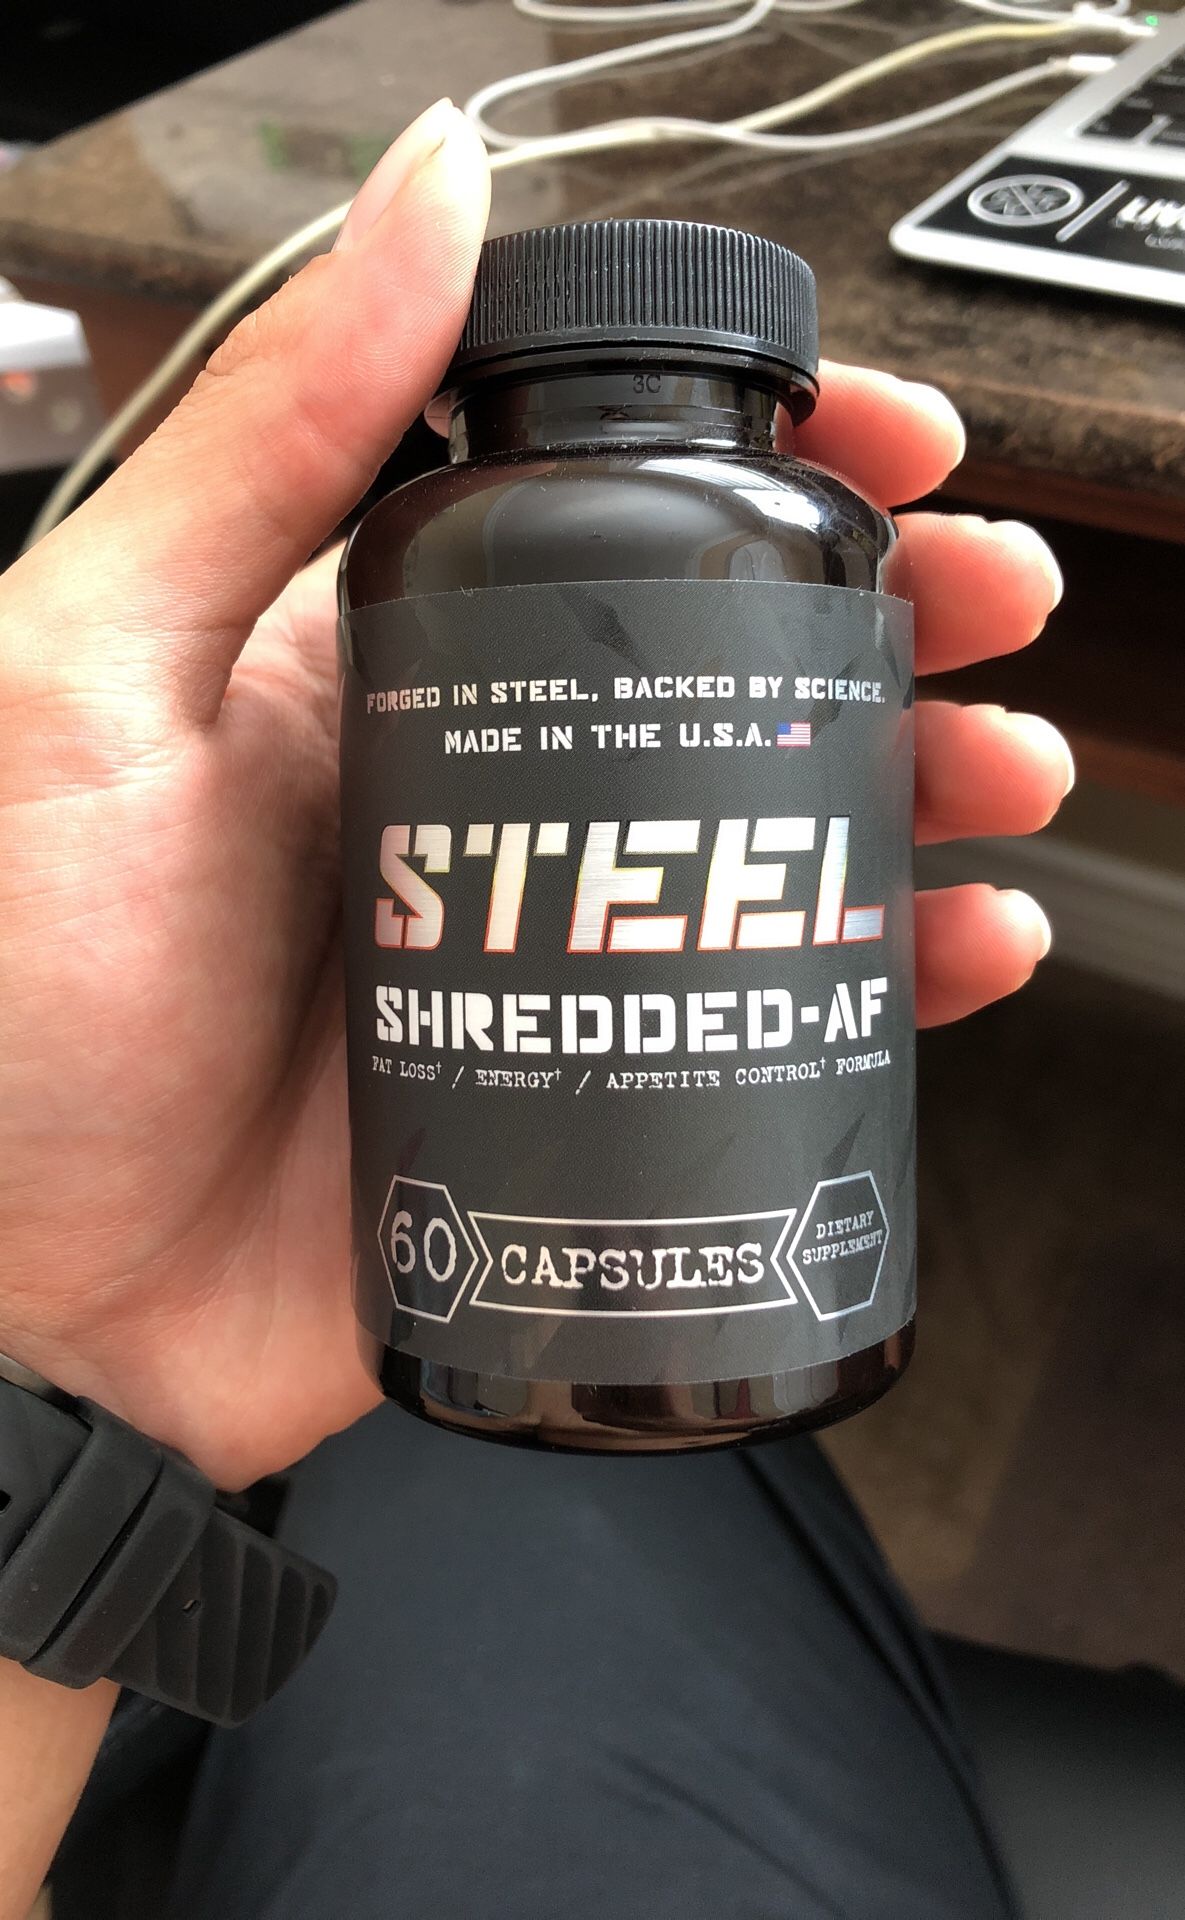 3C
FORGED IN STEEL, BACKED BY SCIENCE.
MADE IN THE U.S.A.
STEEL
SHREDDED-AF
FAT LOSS† / ENERGY† / APPETITE CONTROL† FORMULA
60
CAPSULES
DIETARY
SUPPLEMENT